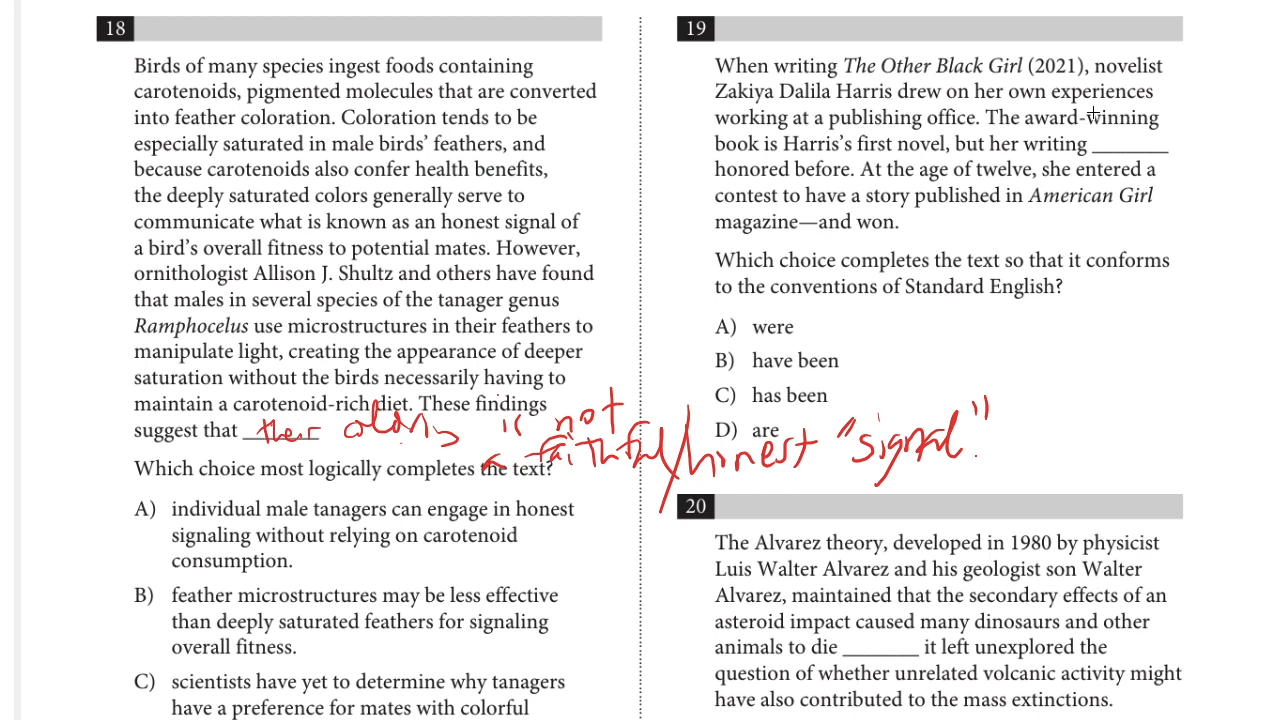 18
Birds of many species ingest foods containing
carotenoids, pigmented molecules that are converted
into feather coloration. Coloration tends to be
especially saturated in male birds’ feathers, and
because carotenoids also confer health benefits,
the deeply saturated colors generally serve to
communicate what is known as an honest signal of
a bird’s overall fitness to potential mates. However,
ornithologist Allison J. Shultz and others have found
that males in several species of the tanager genus
Ramphocelus use microstructures in their feathers to
manipulate light, creating the appearance of deeper
saturation without the birds necessarily having to
maintain a carotenoid-rich diet. These findings
suggest that ______ their colors is not
faithful/honest "signal".
Which choice most logically completes the text?
A) individual male tanagers can engage in honest
signaling without relying on carotenoid
consumption.
B) feather microstructures may be less effective
than deeply saturated feathers for signaling
overall fitness.
C) scientists have yet to determine why tanagers
have a preference for mates with colorful
19
When writing The Other Black Girl (2021), novelist
Zakiya Dalila Harris drew on her own experiences
working at a publishing office. The award-winning
book is Harris’s first novel, but her writing ______
honored before. At the age of twelve, she entered a
contest to have a story published in American Girl
magazine—and won.
Which choice completes the text so that it conforms
to the conventions of Standard English?
A) were
B) have been
C) has been
D) are
20
The Alvarez theory, developed in 1980 by physicist
Luis Walter Alvarez and his geologist son Walter
Alvarez, maintained that the secondary effects of an
asteroid impact caused many dinosaurs and other
animals to die ______ it left unexplored the
question of whether unrelated volcanic activity might
have also contributed to the mass extinctions.